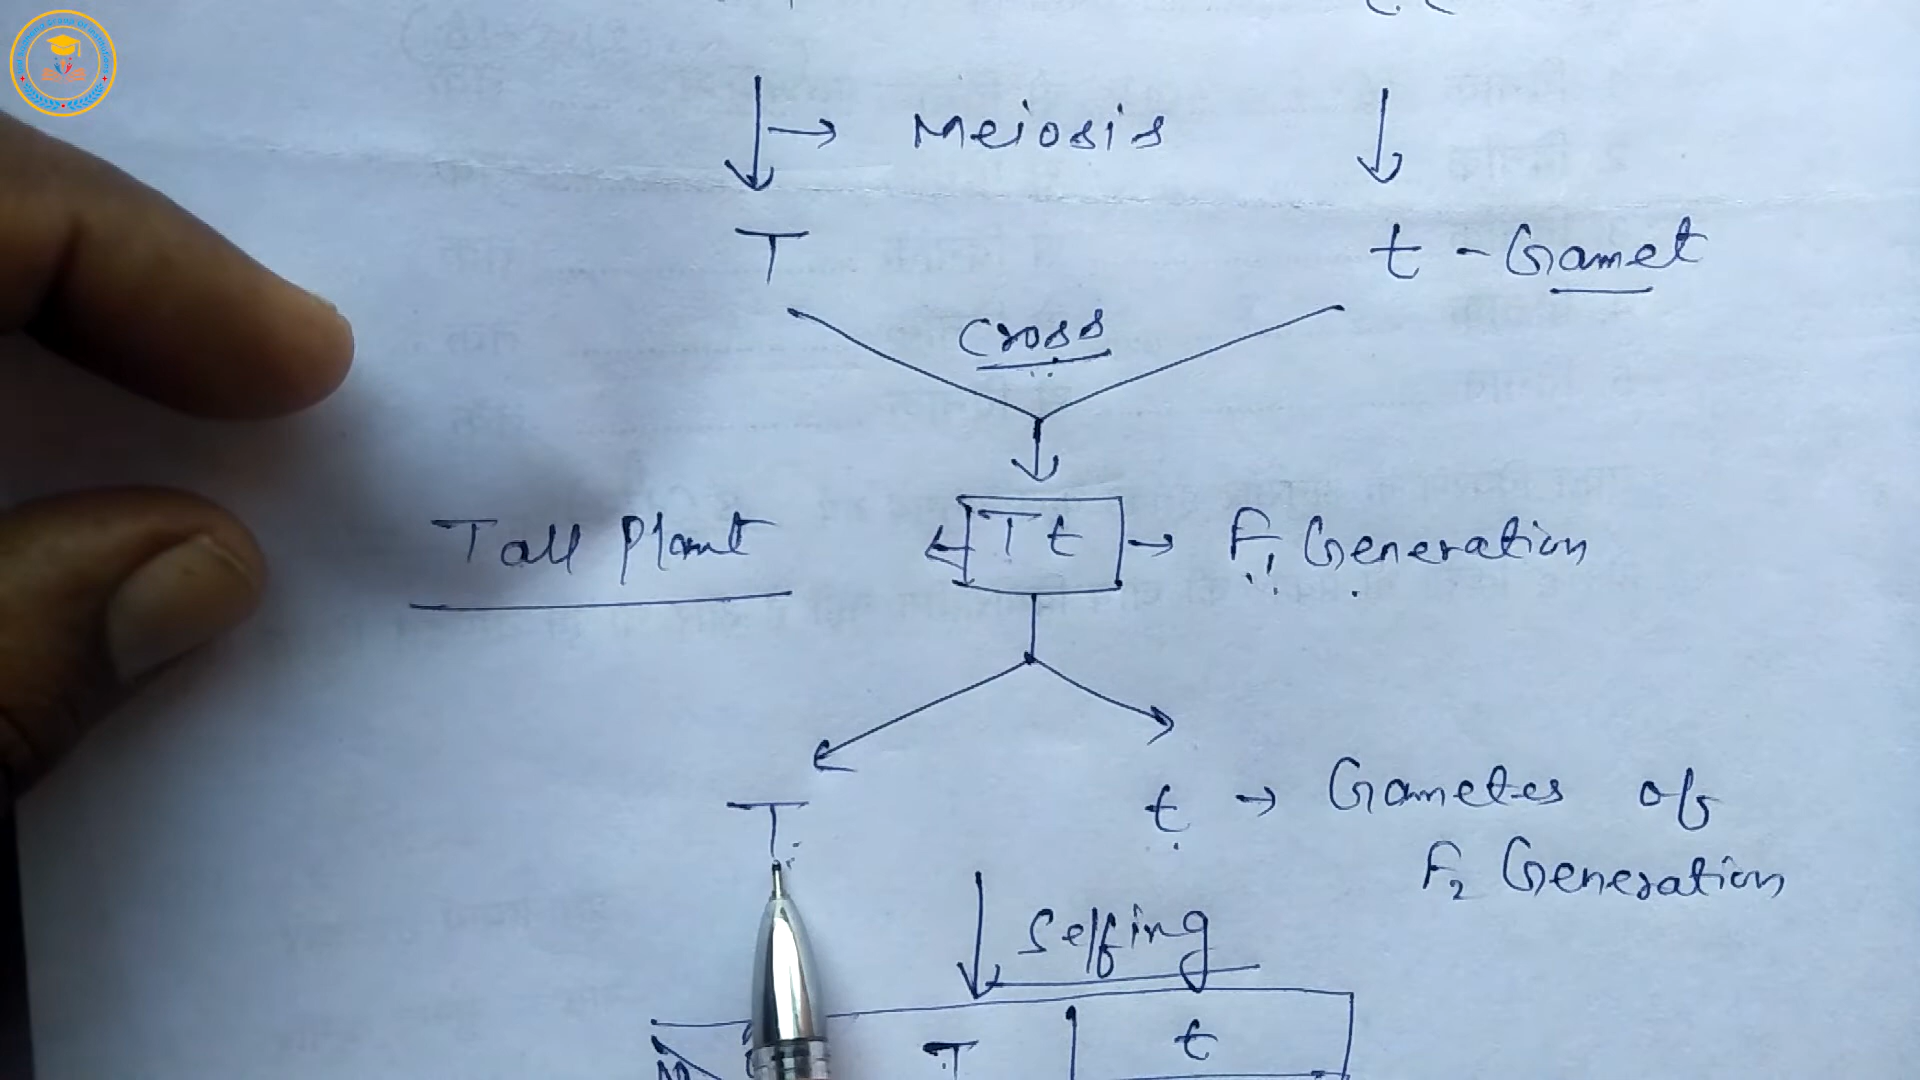 → Meiosis
T
t - Gamet
Cross
Tall Plant ← Tt → F1 Generation
T
t → Gametes of
F2 Generation
Selfing
T t